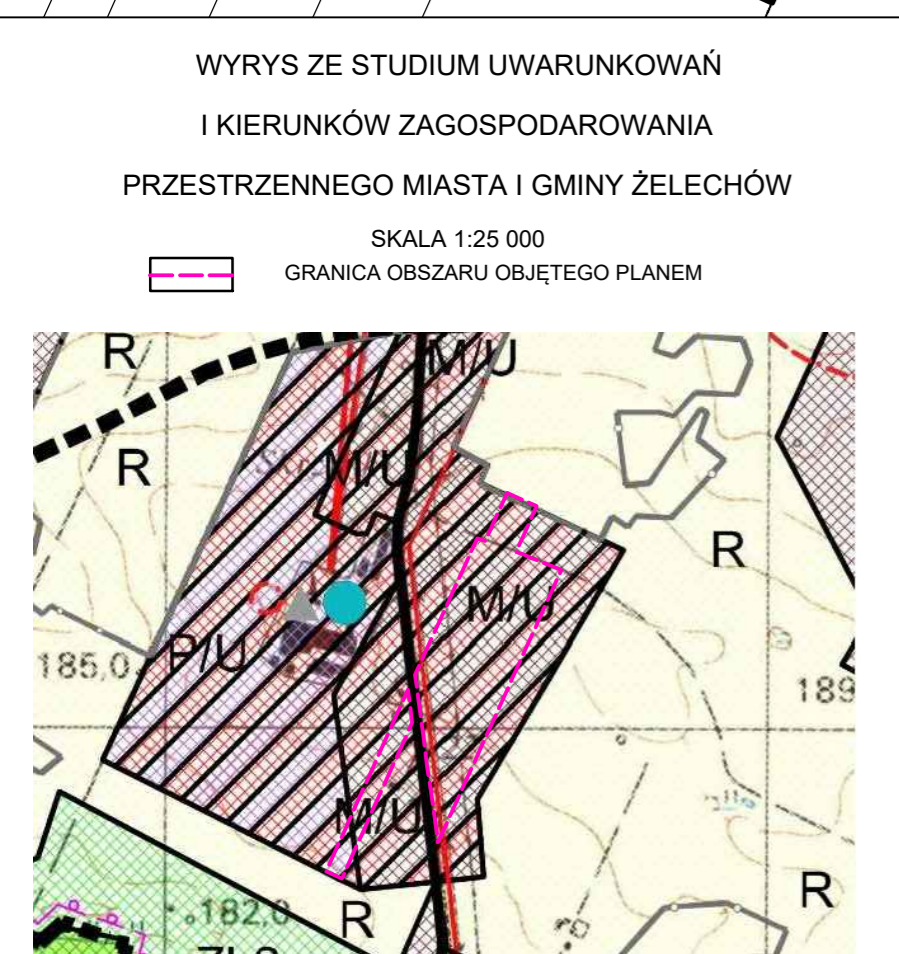 WYRYS ZE STUDIUM UWARUNKOWAŃ
I KIERUNKÓW ZAGOSPODAROWANIA
PRZESTRZENNEGO MIASTA I GMINY ŻELECHÓW
SKALA 1:25 000
GRANICA OBSZARU OBJĘTEGO PLANEM
R
M/U
R
M/U
R
M/U
P/U
185,0
189
M/U
R
182,0
R